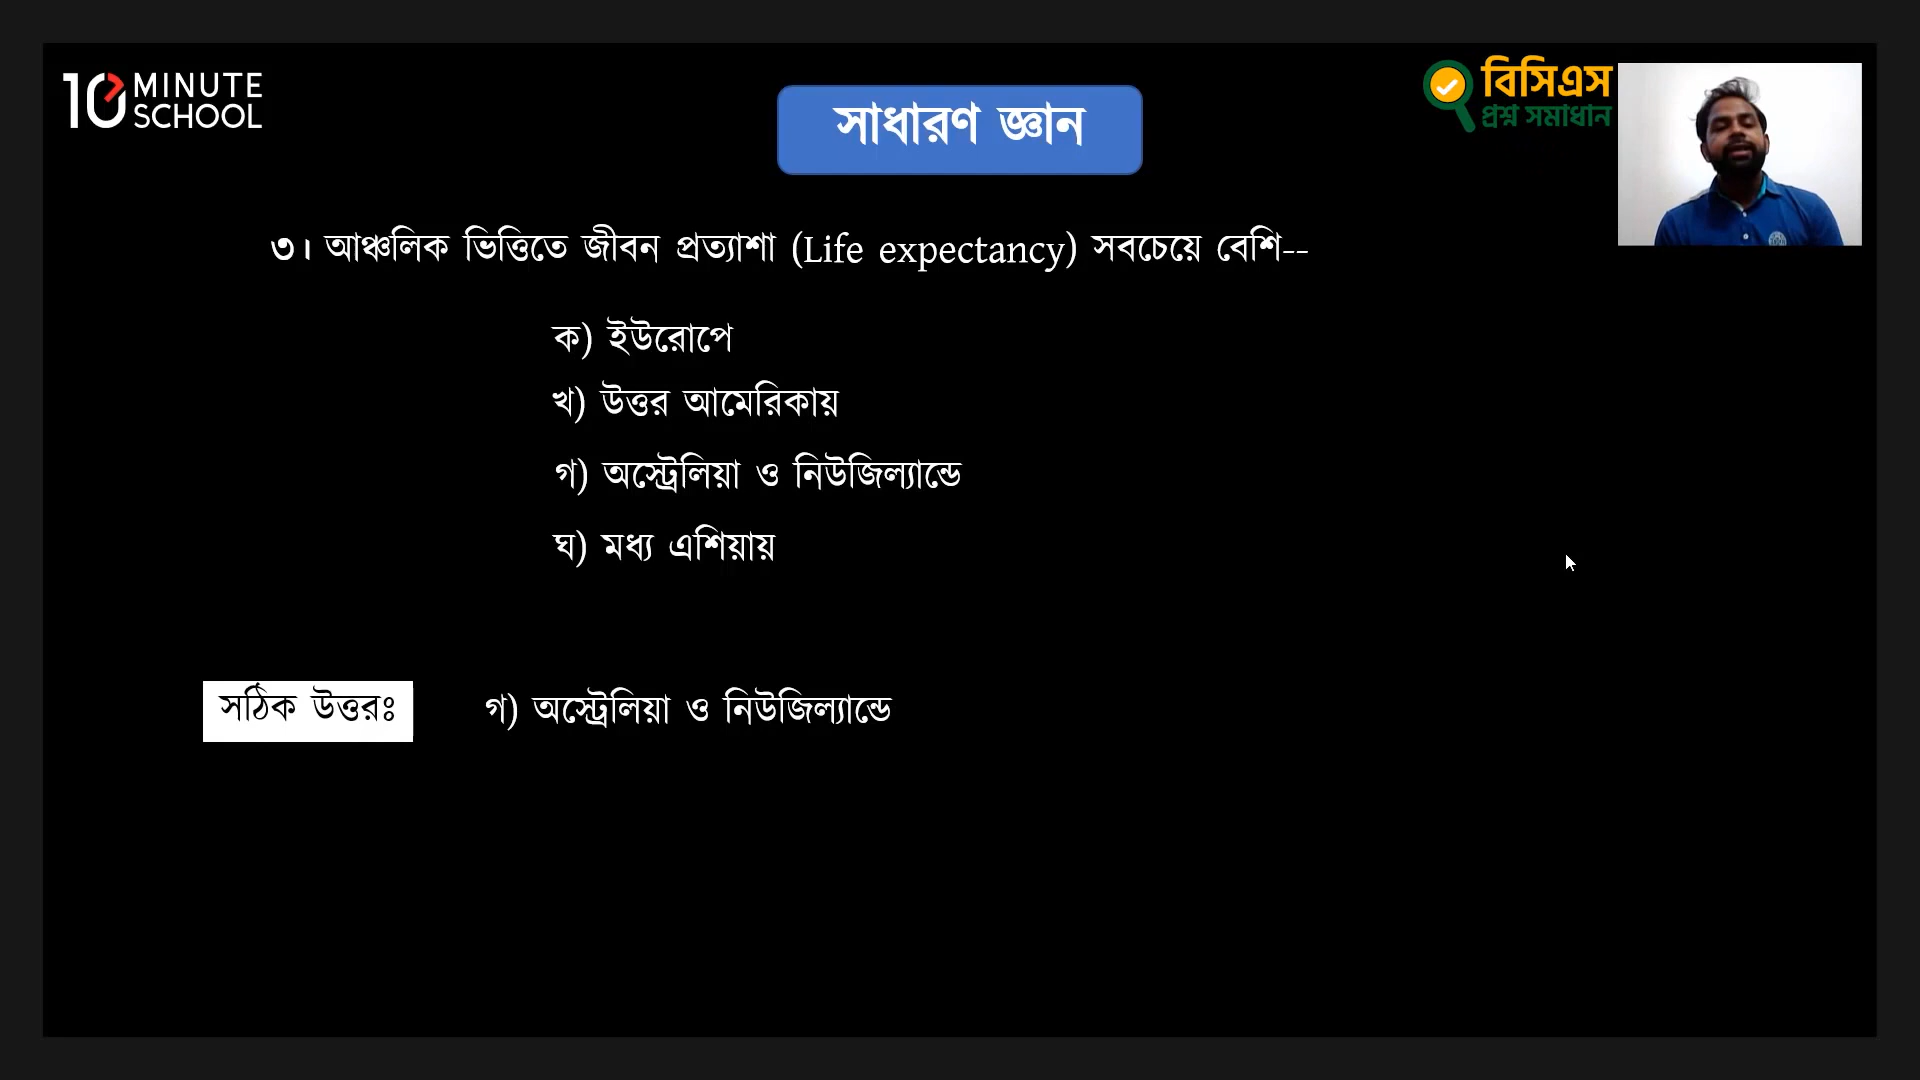 10 MINUTE SCHOOL
বিসিএস
প্রশ্ন সমাধান
সাধারণ জ্ঞান
৩। আঞ্চলিক ভিত্তিতে জীবন প্রত্যাশা (Life expectancy) সবচেয়ে বেশি--
ক) ইউরোপে
খ) উত্তর আমেরিকায়
গ) অস্ট্রেলিয়া ও নিউজিল্যান্ডে
ঘ) মধ্য এশিয়ায়
সঠিক উত্তরঃ গ) অস্ট্রেলিয়া ও নিউজিল্যান্ডে